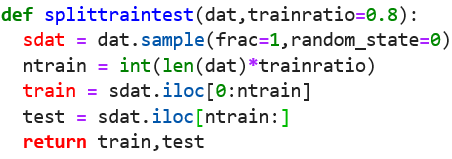 def splittraintest(dat,trainratio=0.8):
  sdat = dat.sample(frac=1,random_state=0)
  ntrain = int(len(dat)*trainratio)
  train = sdat.iloc[0:ntrain]
  test = sdat.iloc[ntrain:]
  return train,test